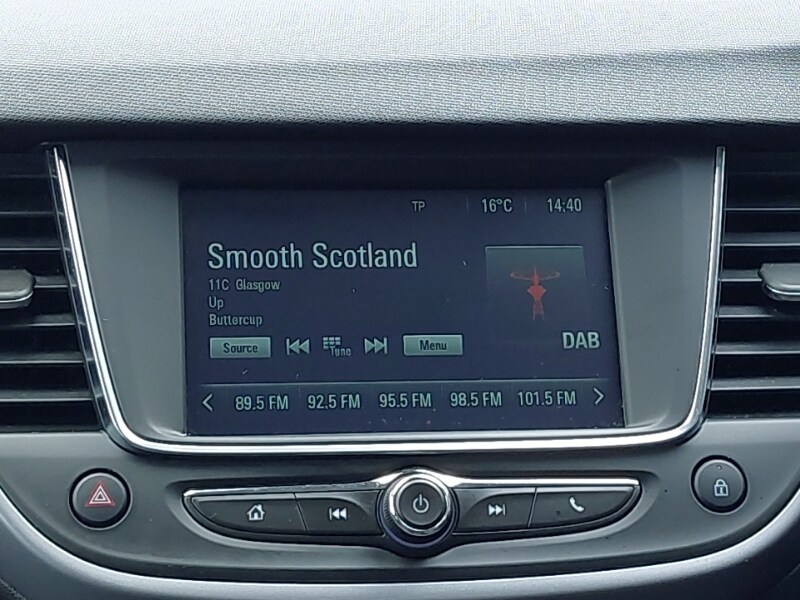 TP 16°C 14:40
Smooth Scotland
11C Glasgow
Up
Buttercup
Source Tune Menu
DAB
89.5 FM 92.5 FM 95.5 FM 98.5 FM 101.5 FM